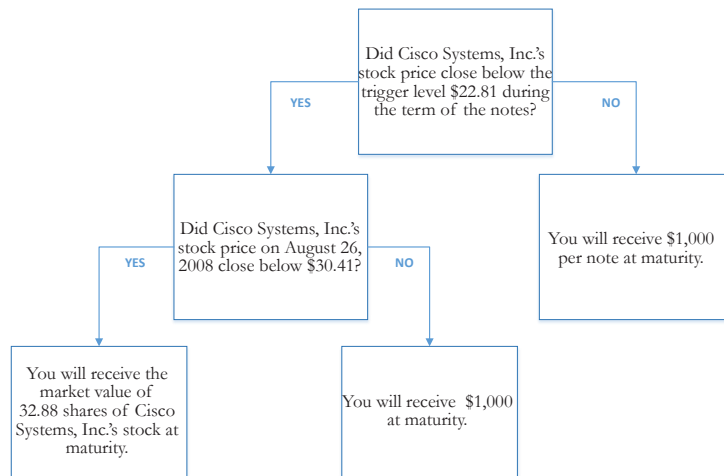 Did Cisco Systems, Inc.'s
stock price close below the
trigger level $22.81 during
the term of the notes?
YES
NO
Did Cisco Systems, Inc.'s
stock price on August 26,
2008 close below $30.41?
You will receive $1,000
per note at maturity.
YES
NO
You will receive the
market value of
32.88 shares of Cisco
Systems, Inc.'s stock at
maturity.
You will receive $1,000
at maturity.